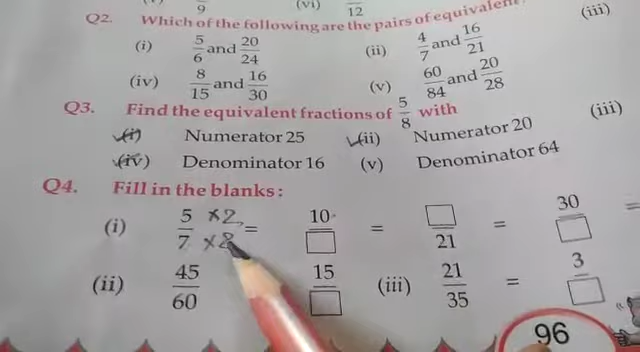 9 (vi) 12
Q2. Which of the following are the pairs of equivalent (iii)
(i) 5/6 and 20/24 (ii) 4/7 and 16/21
(iv) 8/15 and 16/30 (v) 60/84 and 20/28
Q3. Find the equivalent fractions of 5/8 with (iii)
(i) Numerator 25 (ii) Numerator 20
(iv) Denominator 16 (v) Denominator 64
Q4. Fill in the blanks:
(i) 5/7 ×2 = 10/□ = □/21 = 30/□ =
(ii) 45/60 15/□ (iii) 21/35 = 3/□
96